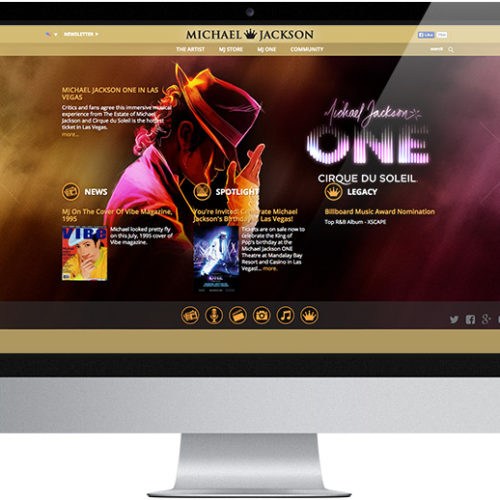 NEWSLETTER
MICHAEL JACKSON
Like
THE ARTIST MJ STORE MJ ONE COMMUNITY
search
MICHAEL JACKSON ONE IN LAS
VEGAS
Critics and fans agree this immersive musical
experience from The Estate of Michael
Jackson and Cirque du Soleil is the hottest
ticket in Las Vegas.
more...
Michael Jackson
ONE
CIRQUE DU SOLEIL
NEWS
MJ On The Cover Of Vibe Magazine,
1995
VIBE
Michael looked pretty fly
on this July, 1995 cover of
Vibe magazine.
SPOTLIGHT
You're Invited: Celebrate Michael
Jackson's Birthday in Las Vegas!
ONE
Tickets are on sale now to
celebrate the King of
Pop's birthday at the
Michael Jackson ONE
Theatre at Mandalay Bay
Resort and Casino in Las
Vegas!... more.
LEGACY
Billboard Music Award Nomination
Top R&B Album - XSCAPE